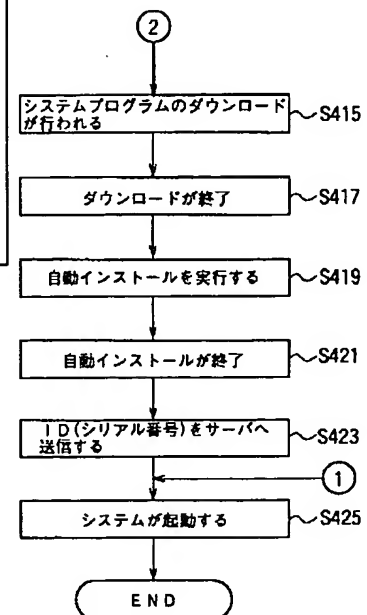 2
システムプログラムのダウンロード
が行われる
S415
ダウンロードが終了
S417
自動インストールを実行する
S419
自動インストールが終了
S421
ID(シリアル番号)をサーバへ
送信する
S423
1
システムが起動する
S425
END